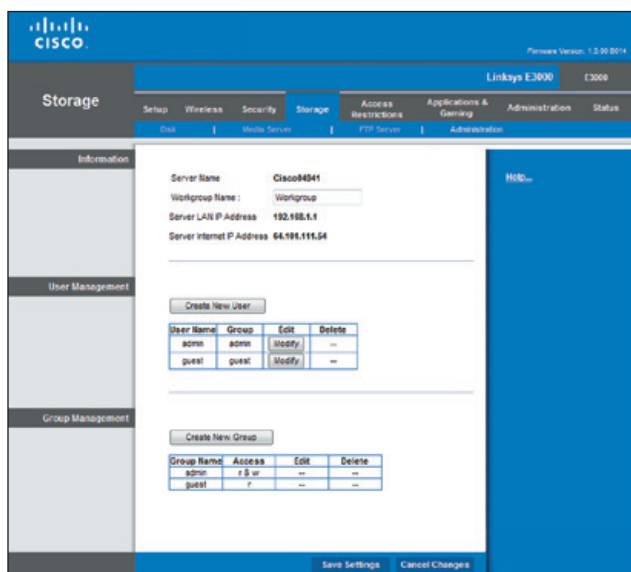 CISCO.
Firmware Version: 1.0.00 B014
Linksys E3000 E3000
Storage
Setup Wireless Security Storage Access Restrictions Applications & Gaming Administration Status
Disk | Media Server | FTP Server | Administration
Information
Server Name Cisco04941
Workgroup Name : Workgroup
Server LAN IP Address 192.168.1.1
Server Internet IP Address 64.101.111.54
Help...
User Management
Create New User
User Name Group Edit Delete
admin admin Modify --
guest guest Modify --
Group Management
Create New Group
Group Name Access Edit Delete
admin r & w -- --
guest r -- --
Save Settings Cancel Changes